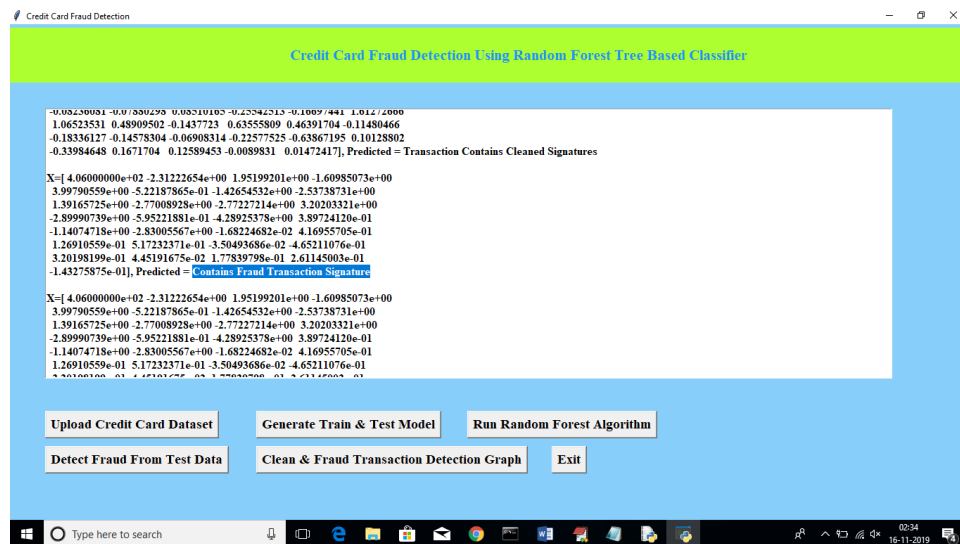 Credit Card Fraud Detection
Credit Card Fraud Detection Using Random Forest Tree Based Classifier
-0.08236081 -0.07880298 0.08510165 -0.25542513 -0.16697441 1.61272666
1.06523531 0.48909502 -0.1437723 0.63555809 0.46391704 -0.11480466
-0.18336127 -0.14578304 -0.06908314 -0.22577525 -0.63867195 0.10128802
-0.33984648 0.1671704 0.12589453 -0.0089831 0.01472417], Predicted = Transaction Contains Cleaned Signatures
X=[ 4.06000000e+02 -2.31222654e+00 1.95199201e+00 -1.60985073e+00
3.99790559e+00 -5.22187865e-01 -1.42654532e+00 -2.53738731e+00
1.39165725e+00 -2.77008928e+00 -2.77227214e+00 3.20203321e+00
-2.89990739e+00 -5.95221881e-01 -4.28925378e+00 3.89724120e-01
-1.14074718e+00 -2.83005567e+00 -1.68224682e-02 4.16955705e-01
1.26910559e-01 5.17232371e-01 -3.50493686e-02 -4.65211076e-01
3.20198199e-01 4.45191675e-02 1.77839798e-01 2.61145003e-01
-1.43275875e-01], Predicted = Contains Fraud Transaction Signature
X=[ 4.06000000e+02 -2.31222654e+00 1.95199201e+00 -1.60985073e+00
3.99790559e+00 -5.22187865e-01 -1.42654532e+00 -2.53738731e+00
1.39165725e+00 -2.77008928e+00 -2.77227214e+00 3.20203321e+00
-2.89990739e+00 -5.95221881e-01 -4.28925378e+00 3.89724120e-01
-1.14074718e+00 -2.83005567e+00 -1.68224682e-02 4.16955705e-01
1.26910559e-01 5.17232371e-01 -3.50493686e-02 -4.65211076e-01
Upload Credit Card Dataset
Generate Train & Test Model
Run Random Forest Algorithm
Detect Fraud From Test Data
Clean & Fraud Transaction Detection Graph
Exit
Type here to search
02:34
16-11-2019